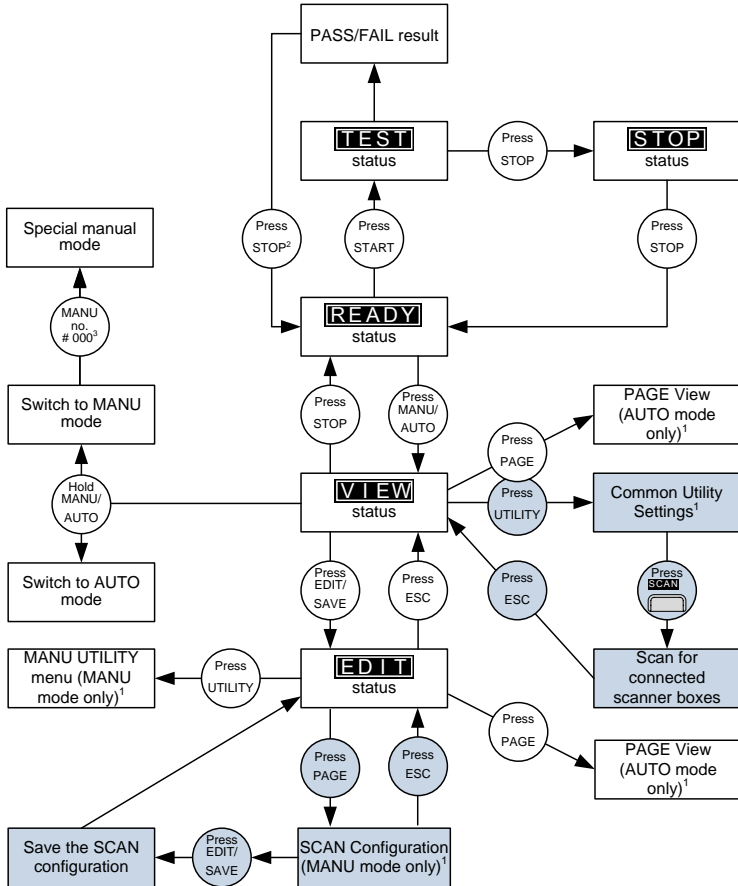 PASS/FAIL result
TEST
status
Press
STOP
STOP
status
Press
STOP²
Press
START
Press
STOP
Special manual
mode
MANU
no.
# 000³
READY
status
Switch to MANU
mode
Press
STOP
Press
MANU/
AUTO
PAGE View
(AUTO mode
only)¹
Press
PAGE
Hold
MANU/
AUTO
VIEW
status
Press
UTILITY
Common Utility
Settings¹
Switch to AUTO
mode
Press
EDIT/
SAVE
Press
ESC
Press
ESC
Press
SCAN
MANU UTILITY
menu (MANU
mode only)¹
Press
UTILITY
EDIT
status
Scan for
connected
scanner boxes
Press
PAGE
Press
PAGE
Press
ESC
PAGE View
(AUTO mode
only)¹
Save the SCAN
configuration
Press
EDIT/
SAVE
SCAN Configuration
(MANU mode only)¹